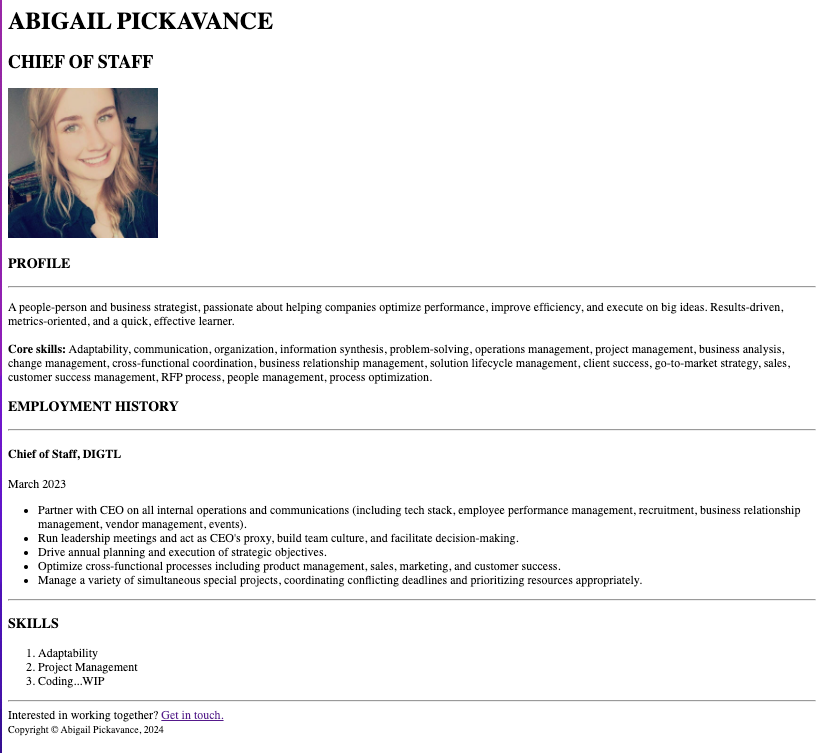 ABIGAIL PICKAVANCE
CHIEF OF STAFF
PROFILE
A people-person and business strategist, passionate about helping companies optimize performance, improve efficiency, and execute on big ideas. Results-driven,
metrics-oriented, and a quick, effective learner.
Core skills: Adaptability, communication, organization, information synthesis, problem-solving, operations management, project management, business analysis,
change management, cross-functional coordination, business relationship management, solution lifecycle management, client success, go-to-market strategy, sales,
customer success management, RFP process, people management, process optimization.
EMPLOYMENT HISTORY
Chief of Staff, DIGTL
March 2023
• Partner with CEO on all internal operations and communications (including tech stack, employee performance management, recruitment, business relationship
management, vendor management, events).
• Run leadership meetings and act as CEO's proxy, build team culture, and facilitate decision-making.
• Drive annual planning and execution of strategic objectives.
• Optimize cross-functional processes including product management, sales, marketing, and customer success.
• Manage a variety of simultaneous special projects, coordinating conflicting deadlines and prioritizing resources appropriately.
SKILLS
1. Adaptability
2. Project Management
3. Coding...WIP
Interested in working together? Get in touch.
Copyright © Abigail Pickavance, 2024